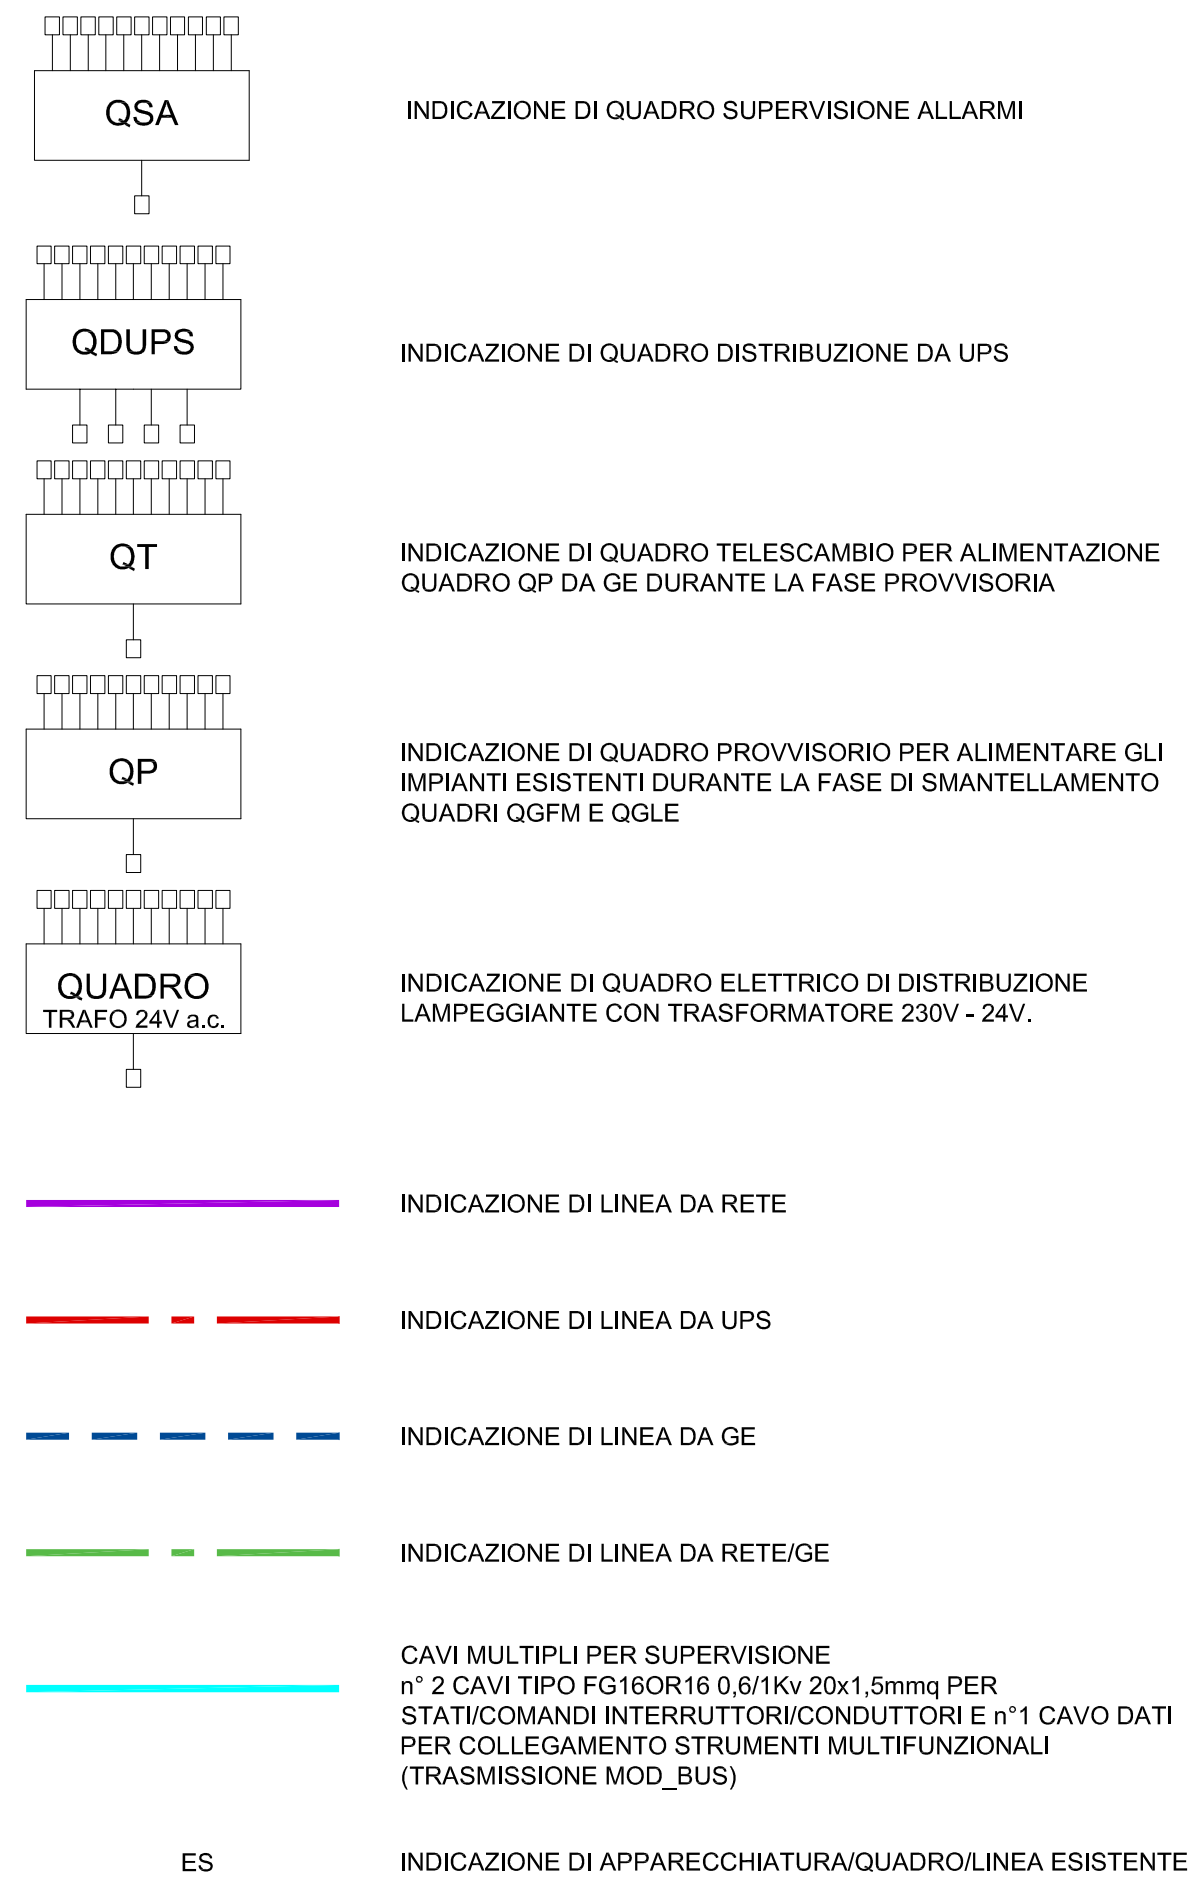 QSA
INDICAZIONE DI QUADRO SUPERVISIONE ALLARMI
QDUPS
INDICAZIONE DI QUADRO DISTRIBUZIONE DA UPS
QT
INDICAZIONE DI QUADRO TELESCAMBIO PER ALIMENTAZIONE
QUADRO QP DA GE DURANTE LA FASE PROVVISORIA
QP
INDICAZIONE DI QUADRO PROVVISORIO PER ALIMENTARE GLI
IMPIANTI ESISTENTI DURANTE LA FASE DI SMANTELLAMENTO
QUADRI QGFM E QGLE
QUADRO
TRAFO 24V a.c.
INDICAZIONE DI QUADRO ELETTRICO DI DISTRIBUZIONE
LAMPEGGIANTE CON TRASFORMATORE 230V - 24V.
INDICAZIONE DI LINEA DA RETE
INDICAZIONE DI LINEA DA UPS
INDICAZIONE DI LINEA DA GE
INDICAZIONE DI LINEA DA RETE/GE
CAVI MULTIPLI PER SUPERVISIONE
n° 2 CAVI TIPO FG16OR16 0,6/1Kv 20x1,5mmq PER
STATI/COMANDI INTERRUTTORI/CONDUTTORI E n°1 CAVO DATI
PER COLLEGAMENTO STRUMENTI MULTIFUNZIONALI
(TRASMISSIONE MOD_BUS)
ES
INDICAZIONE DI APPARECCHIATURA/QUADRO/LINEA ESISTENTE